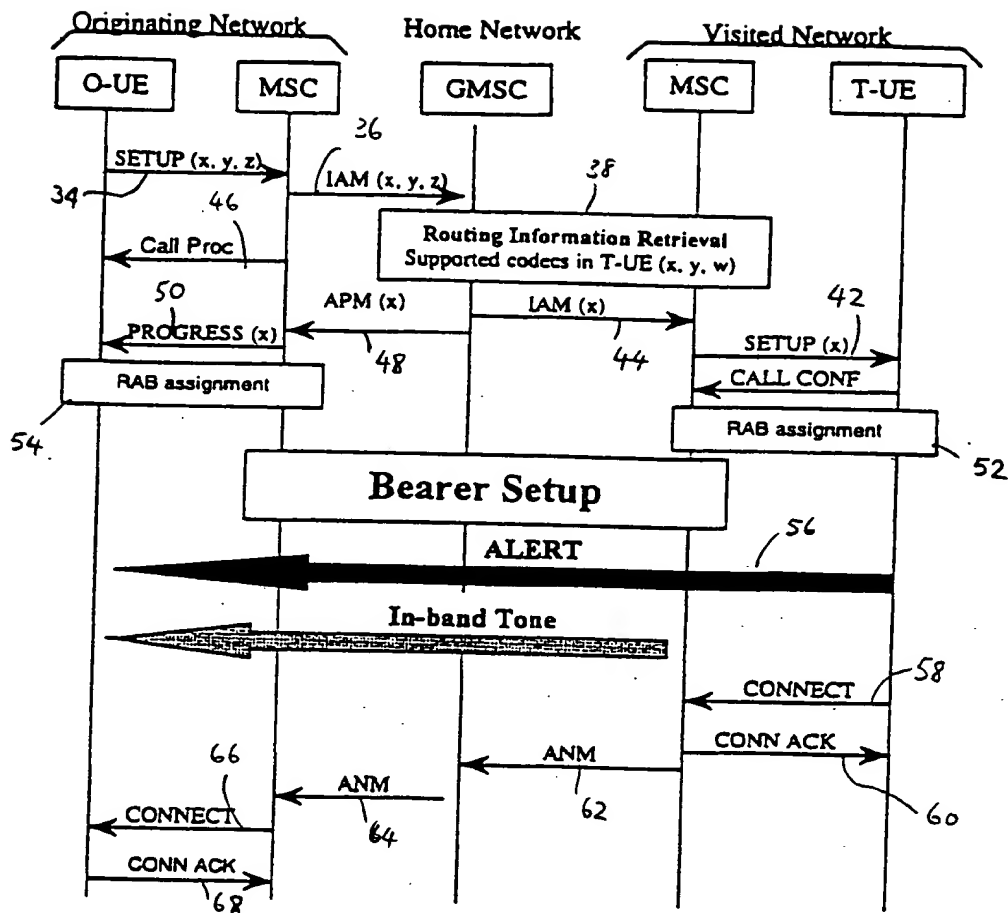 Originating Network
Home Network
Visited Network
O-UE
MSC
GMSC
MSC
T-UE
SETUP (x, y, z)
34
36
IAM (x, y, z)
38
46
Routing Information Retrieval
Supported codecs in T-UE (x, y, w)
Call Proc
50
APM (x)
IAM (x)
42
PROGRESS (x)
48
44
SETUP (x)
CALL CONF
RAB assignment
54
RAB assignment
52
Bearer Setup
ALERT
56
In-band Tone
CONNECT
58
CONN ACK
60
66
ANM
62
ANM
64
CONNECT
CONN ACK
68